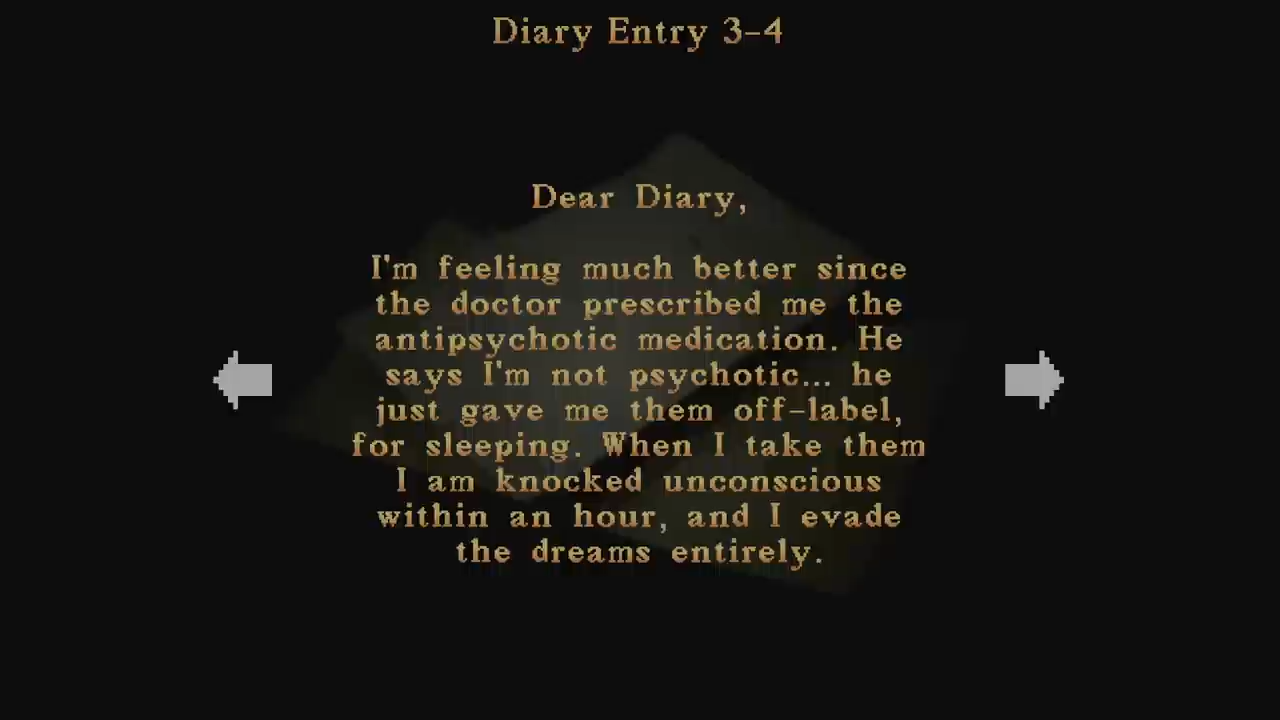 Diary Entry 3-4
Dear Diary,
I'm feeling much better since
the doctor prescribed me the
antipsychotic medication. He
says I'm not psychotic... he
just gave me them off-label,
for sleeping. When I take them
I am knocked unconscious
within an hour, and I evade
the dreams entirely.